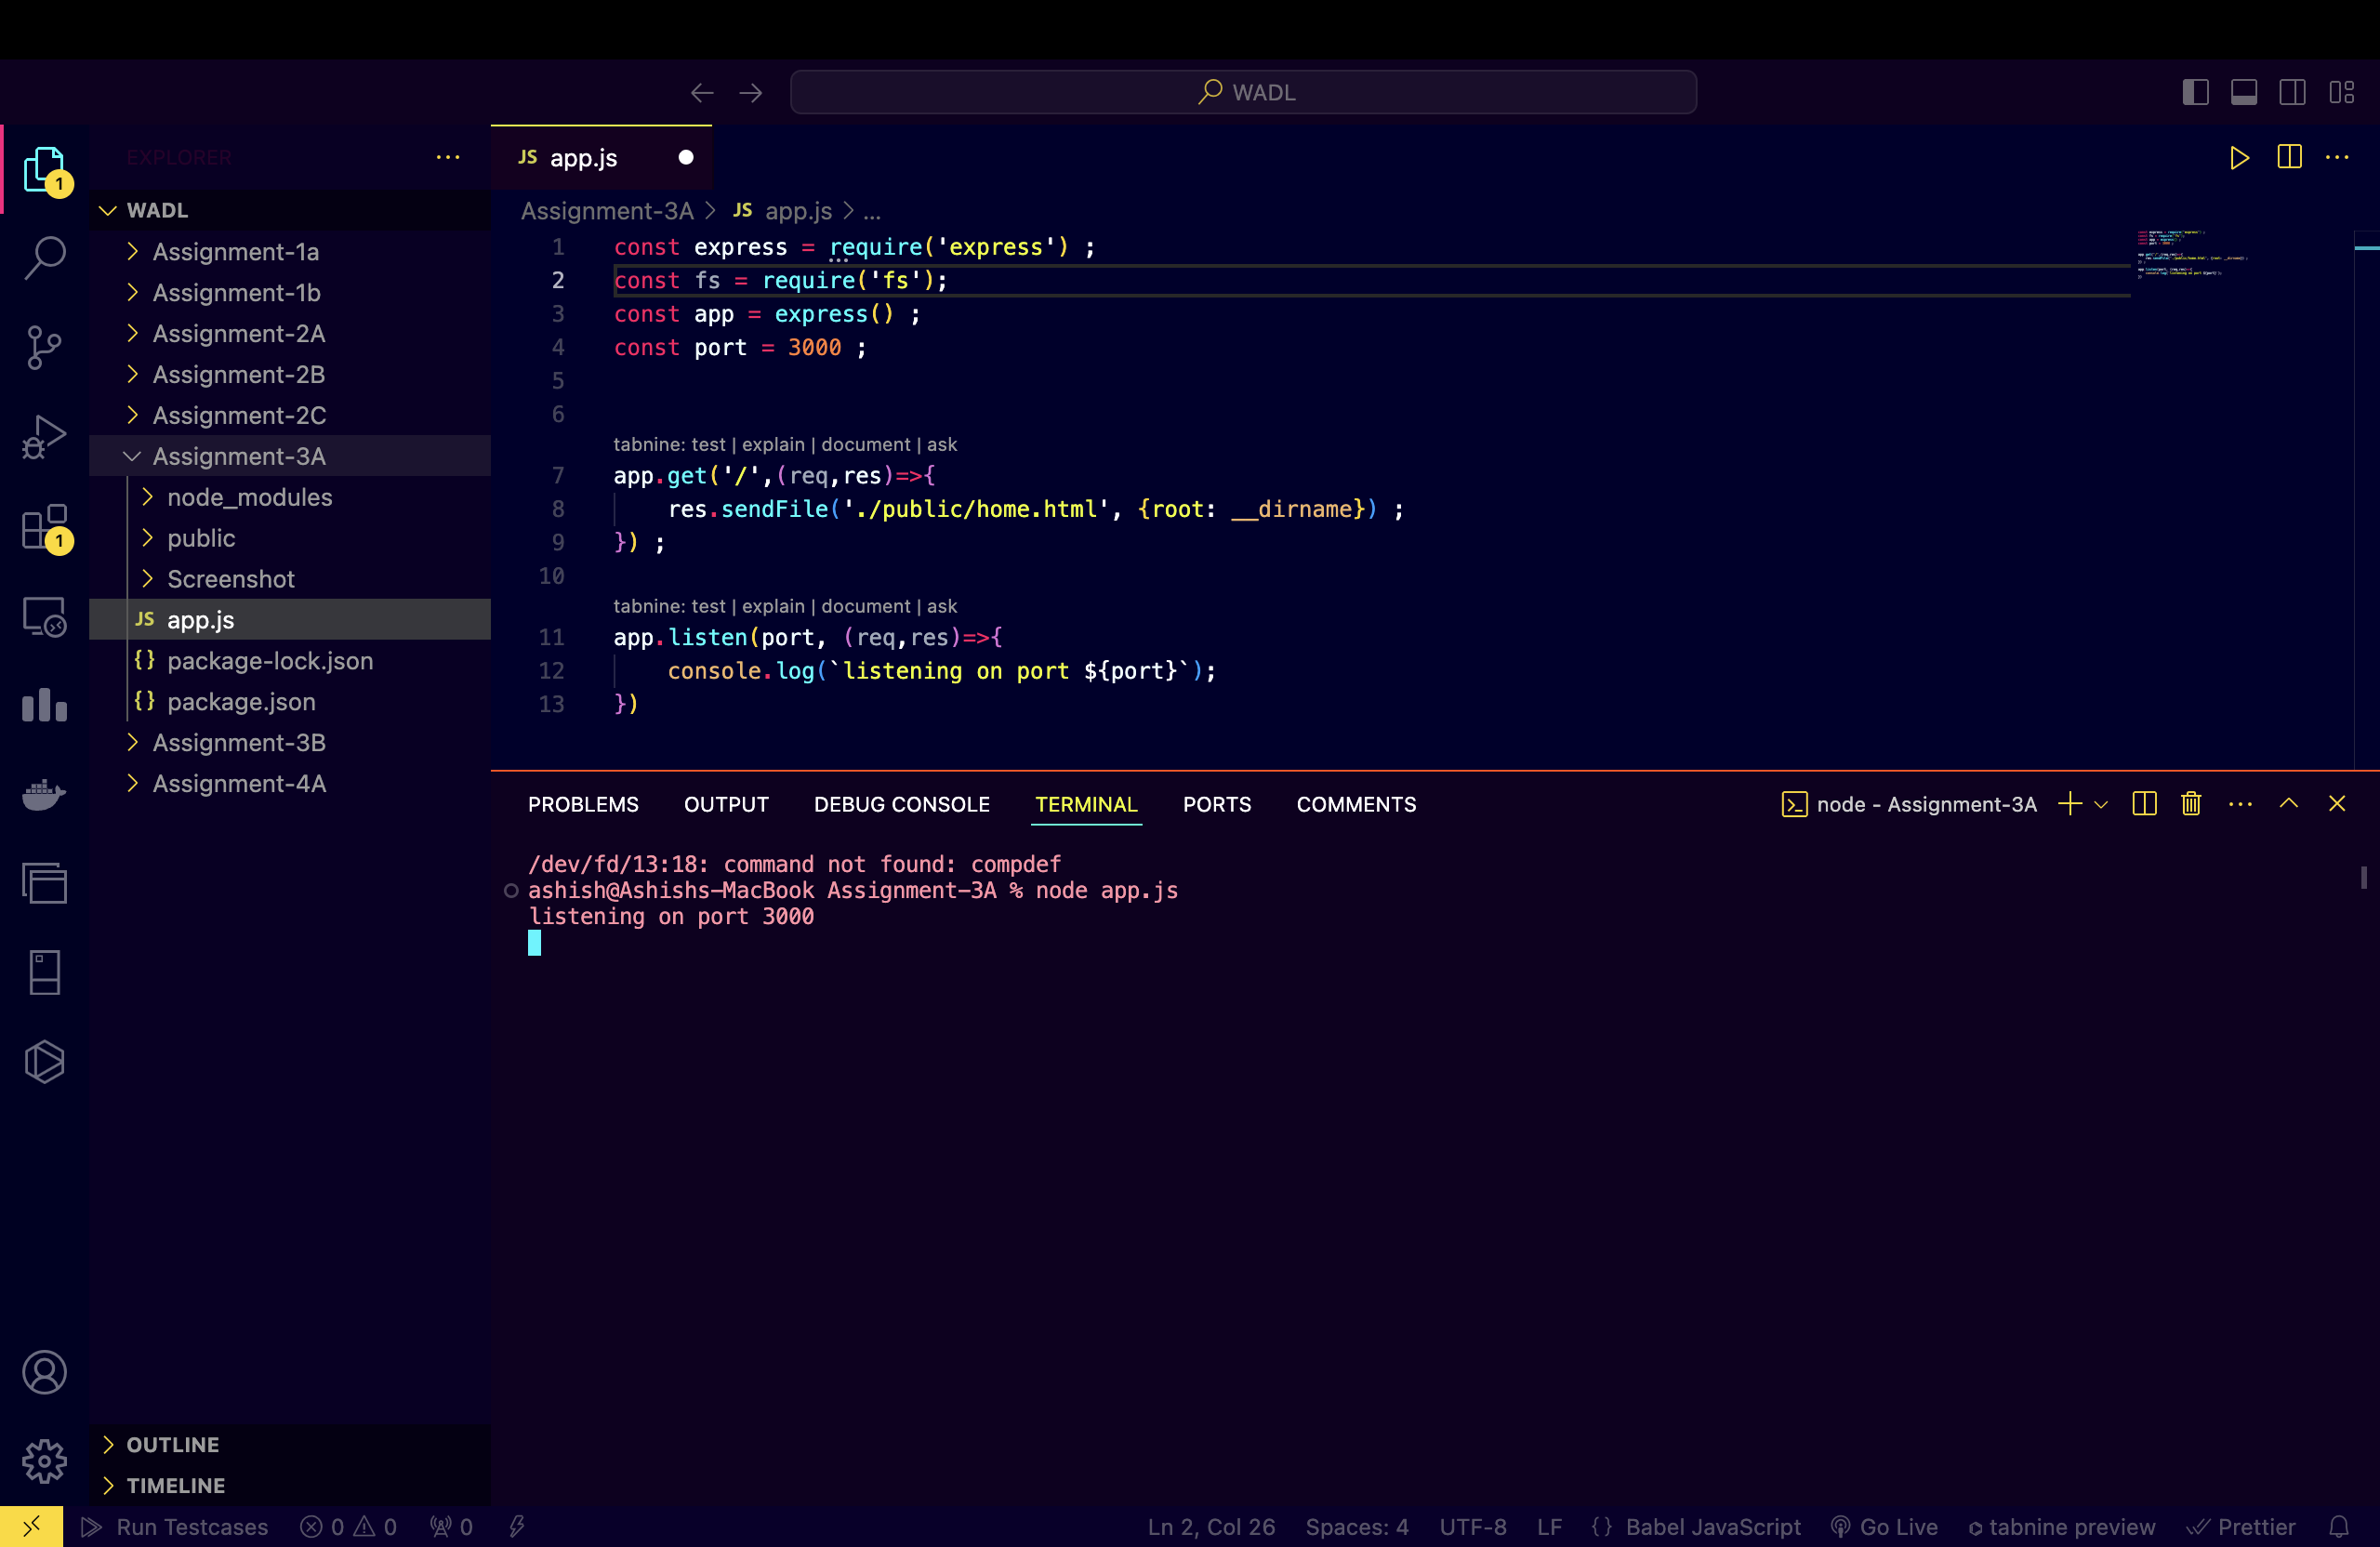 WADL
EXPLORER
1
WADL
Assignment-1a
Assignment-1b
Assignment-2A
Assignment-2B
Assignment-2C
Assignment-3A
node_modules
public
Screenshot
JS app.js
{} package-lock.json
{} package.json
Assignment-3B
Assignment-4A
1
OUTLINE
TIMELINE
JS app.js
Assignment-3A > JS app.js > ...
1 const express = require('express') ;
2 const fs = require('fs');
3 const app = express() ;
4 const port = 3000 ;
5
6
tabnine: test | explain | document | ask
7 app.get('/',(req,res)=>{
8 res.sendFile('./public/home.html', {root: __dirname}) ;
9 }) ;
10
tabnine: test | explain | document | ask
11 app.listen(port, (req,res)=>{
12 console.log(`listening on port ${port}`);
13 })
PROBLEMS OUTPUT DEBUG CONSOLE TERMINAL PORTS COMMENTS node - Assignment-3A
/dev/fd/13:18: command not found: compdef
ashish@Ashishs-MacBook Assignment-3A % node app.js
listening on port 3000
Run Testcases 0 0 0 Ln 2, Col 26 Spaces: 4 UTF-8 LF {} Babel JavaScript Go Live tabnine preview Prettier